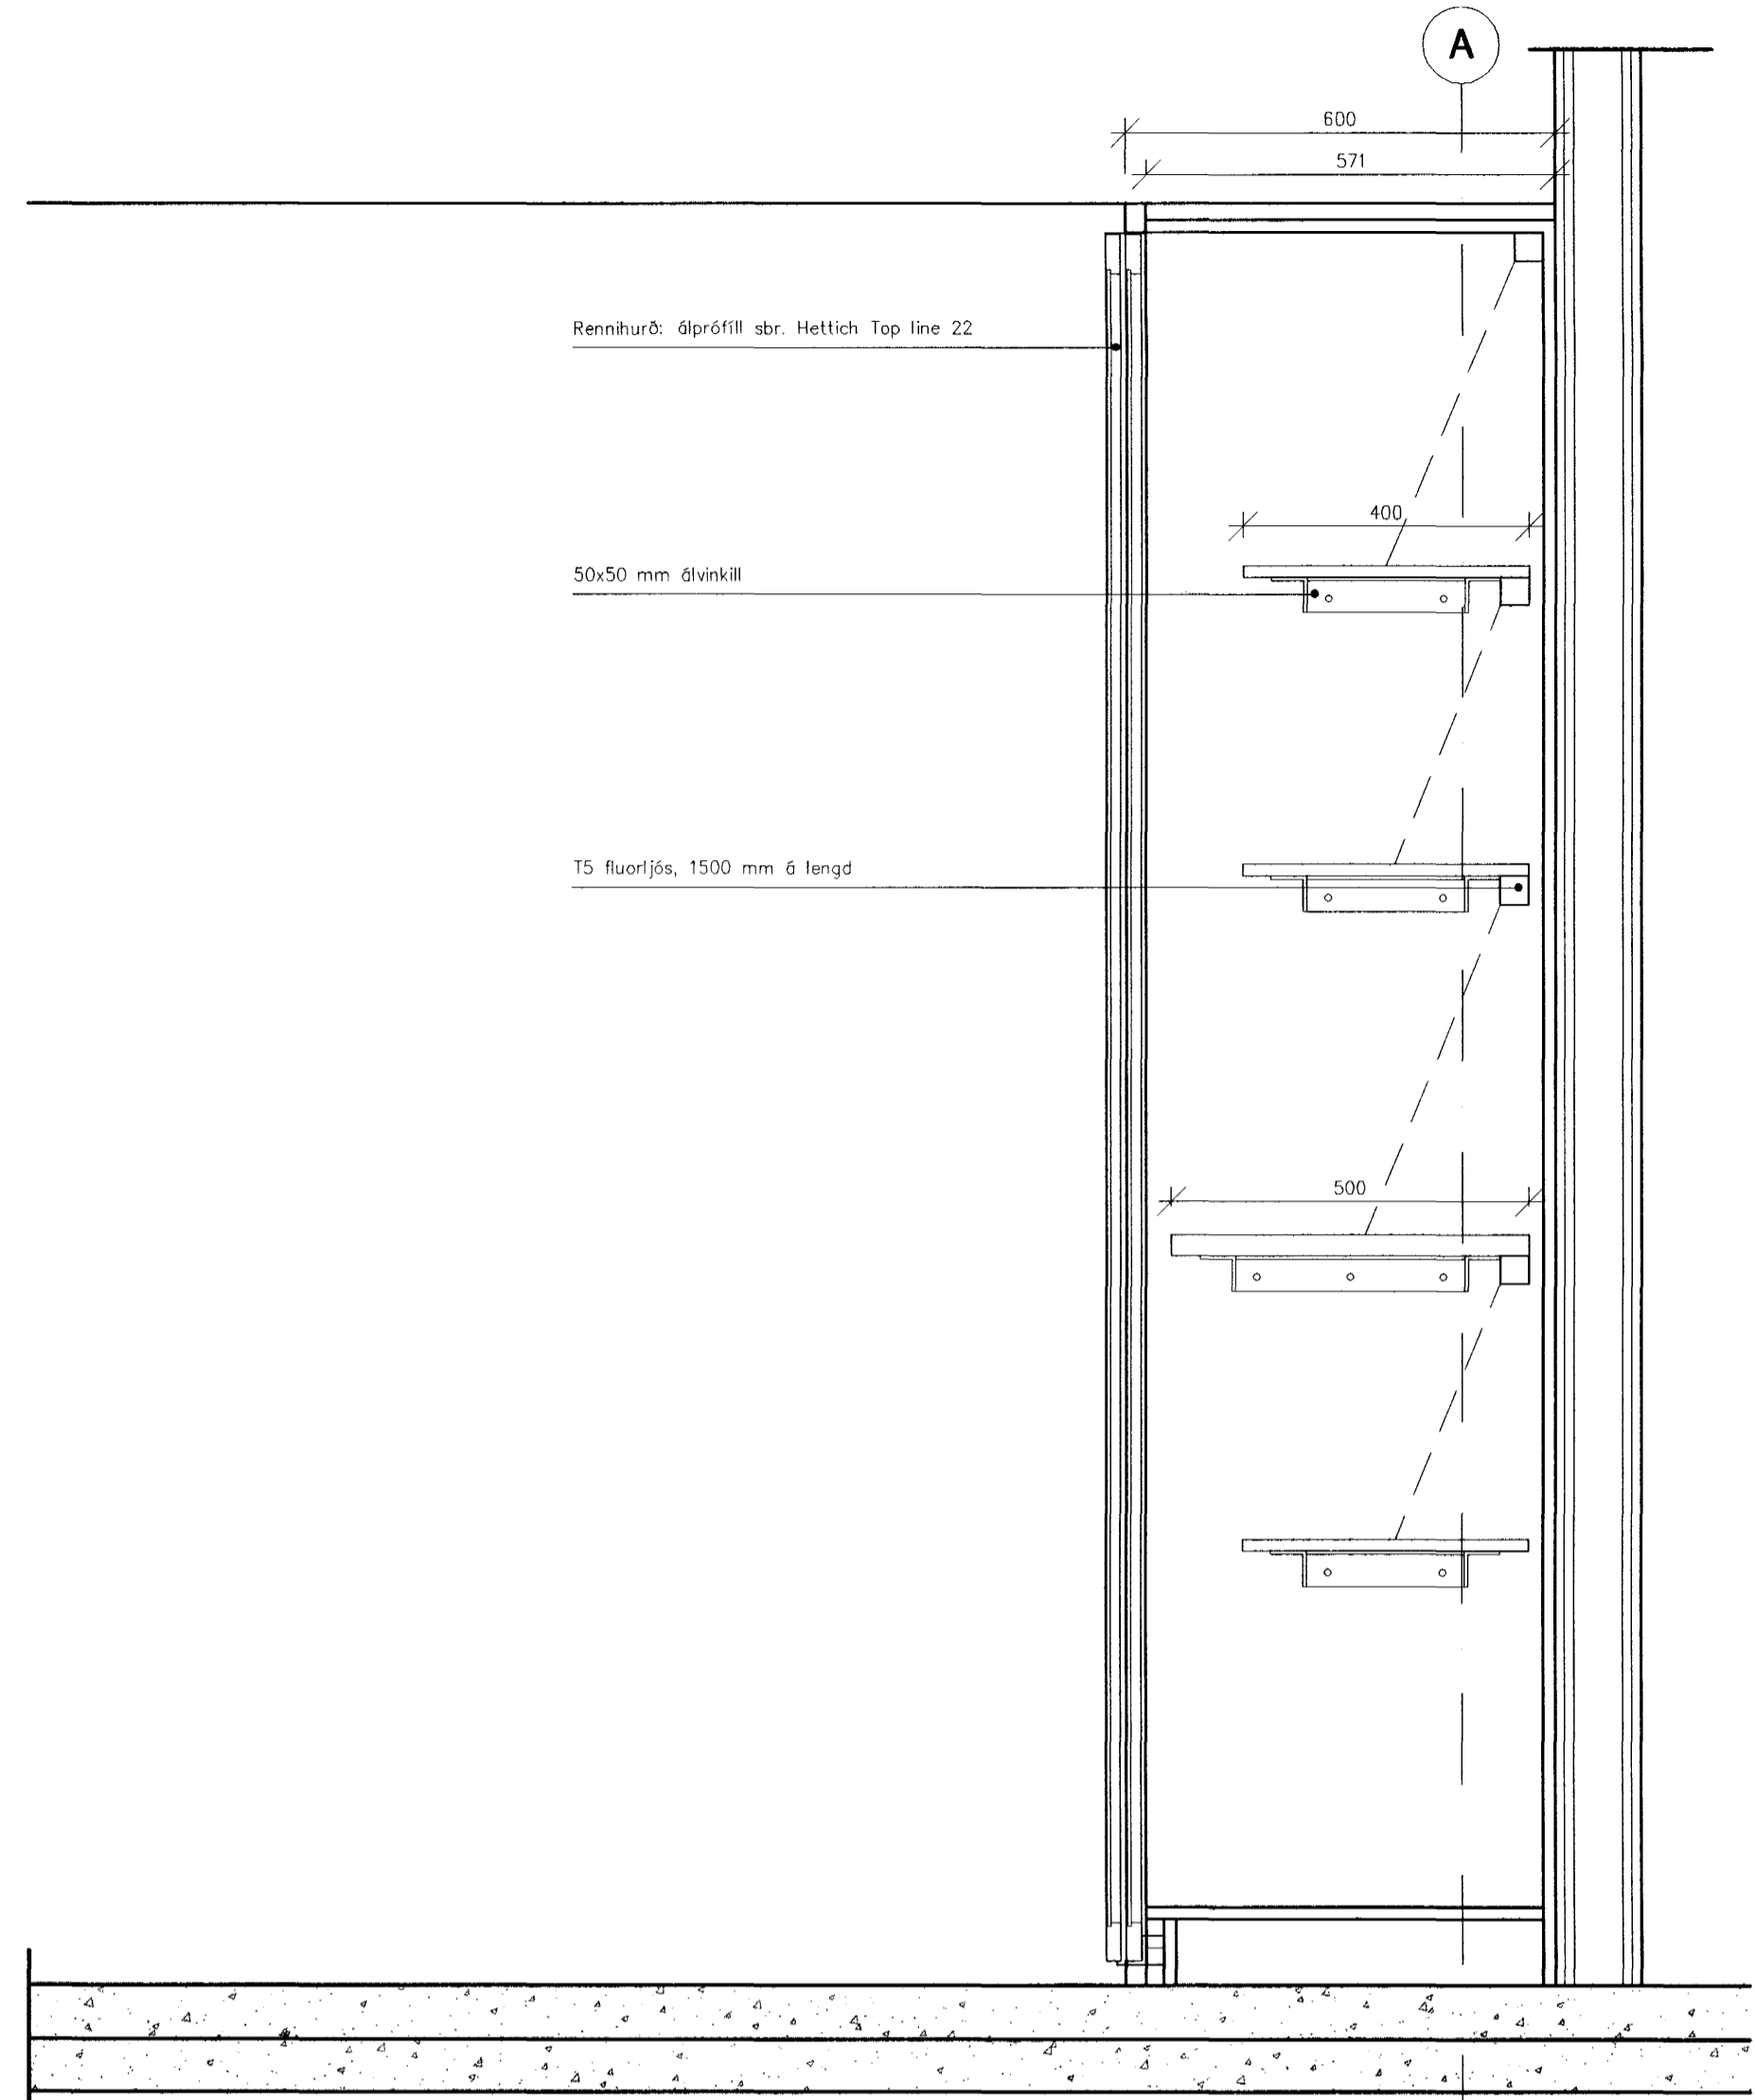 A
600
571
Rennihurð: álprófíll sbr. Hettich Top line 22
400
50x50 mm álvinkill
T5 fluorljós, 1500 mm á lengd
500